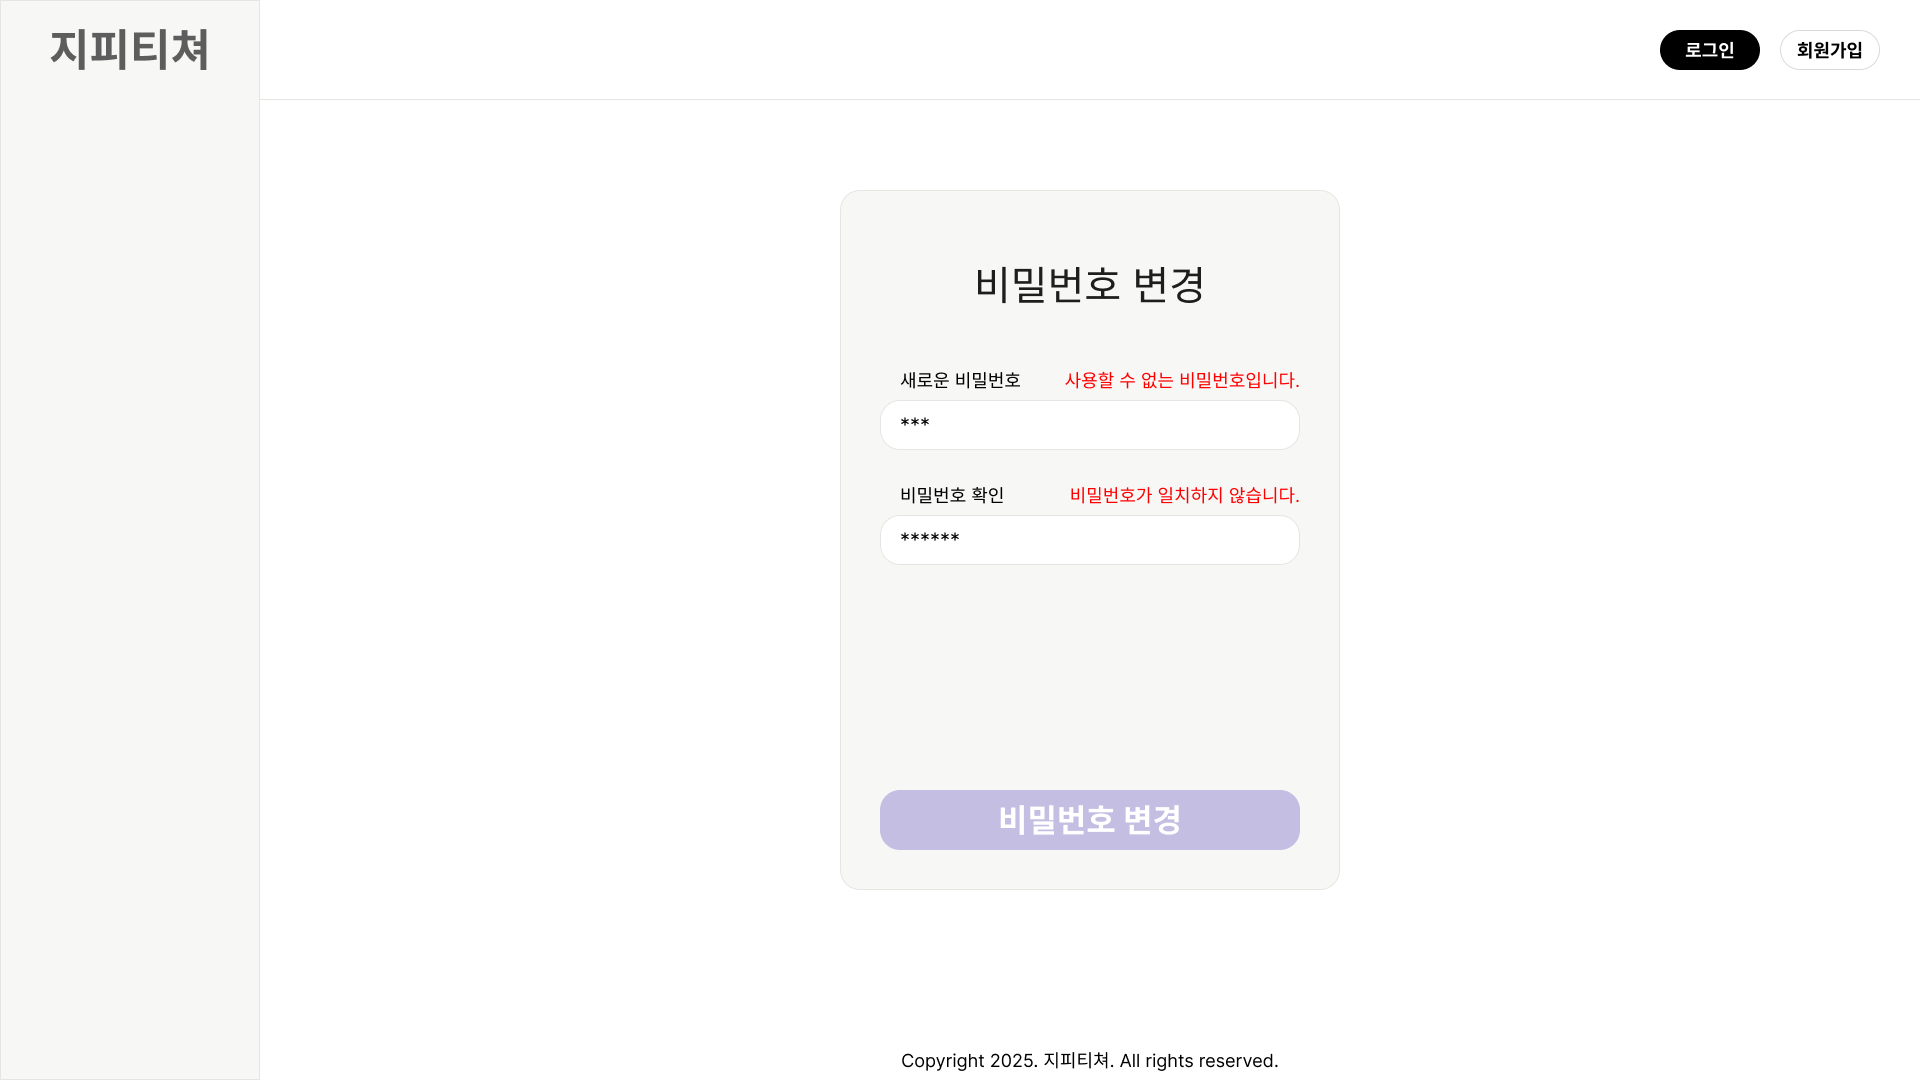 지피티쳐
로그인
회원가입
비밀번호 변경
새로운 비밀번호
사용할 수 없는 비밀번호입니다.
***
비밀번호 확인
비밀번호가 일치하지 않습니다.
******
비밀번호 변경
Copyright 2025. 지피티쳐. All rights reserved.